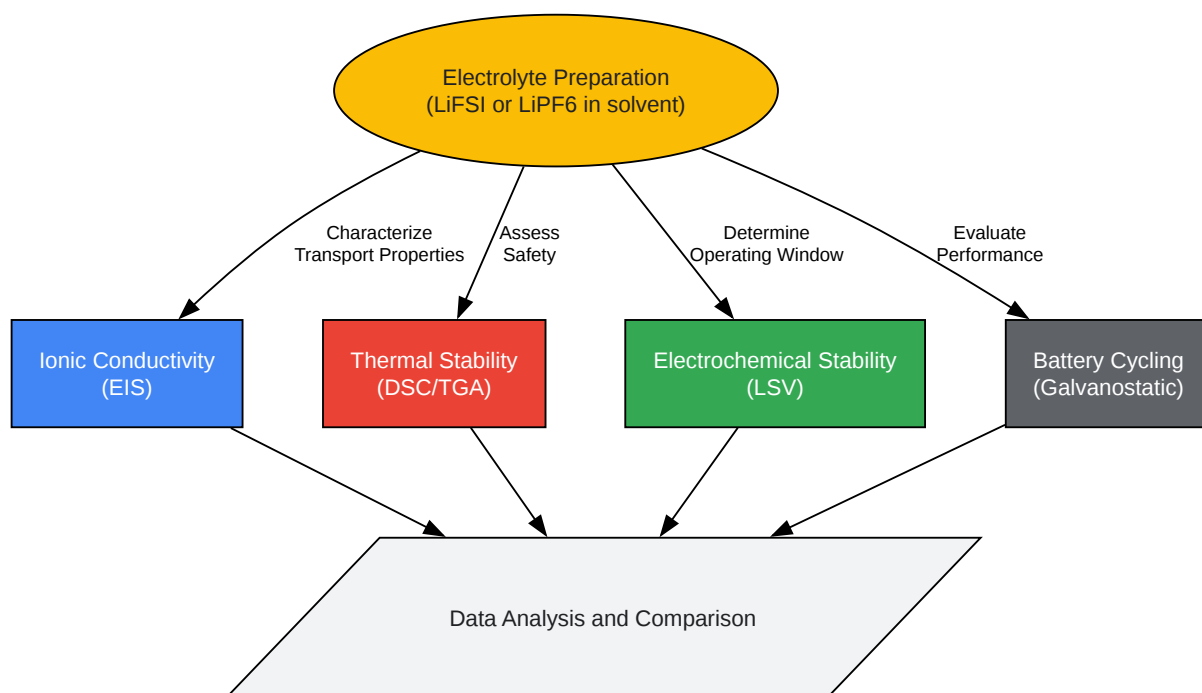 Electrolyte Preparation
(LiFSI or LiPF6 in solvent)
Characterize
Transport Properties
Assess
Safety
Determine
Operating Window
Evaluate
Performance
Ionic Conductivity
(EIS)
Thermal Stability
(DSC/TGA)
Electrochemical Stability
(LSV)
Battery Cycling
(Galvanostatic)
Data Analysis and Comparison